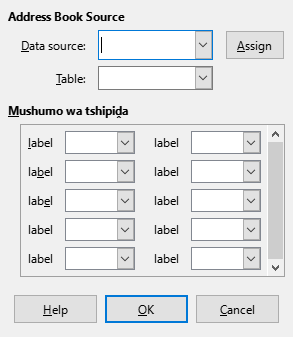 Address Book Source
Data source:
Assign
Table:
Mushumo wa tshipiḓa
label label
label label
label label
label label
label label
Help OK Cancel